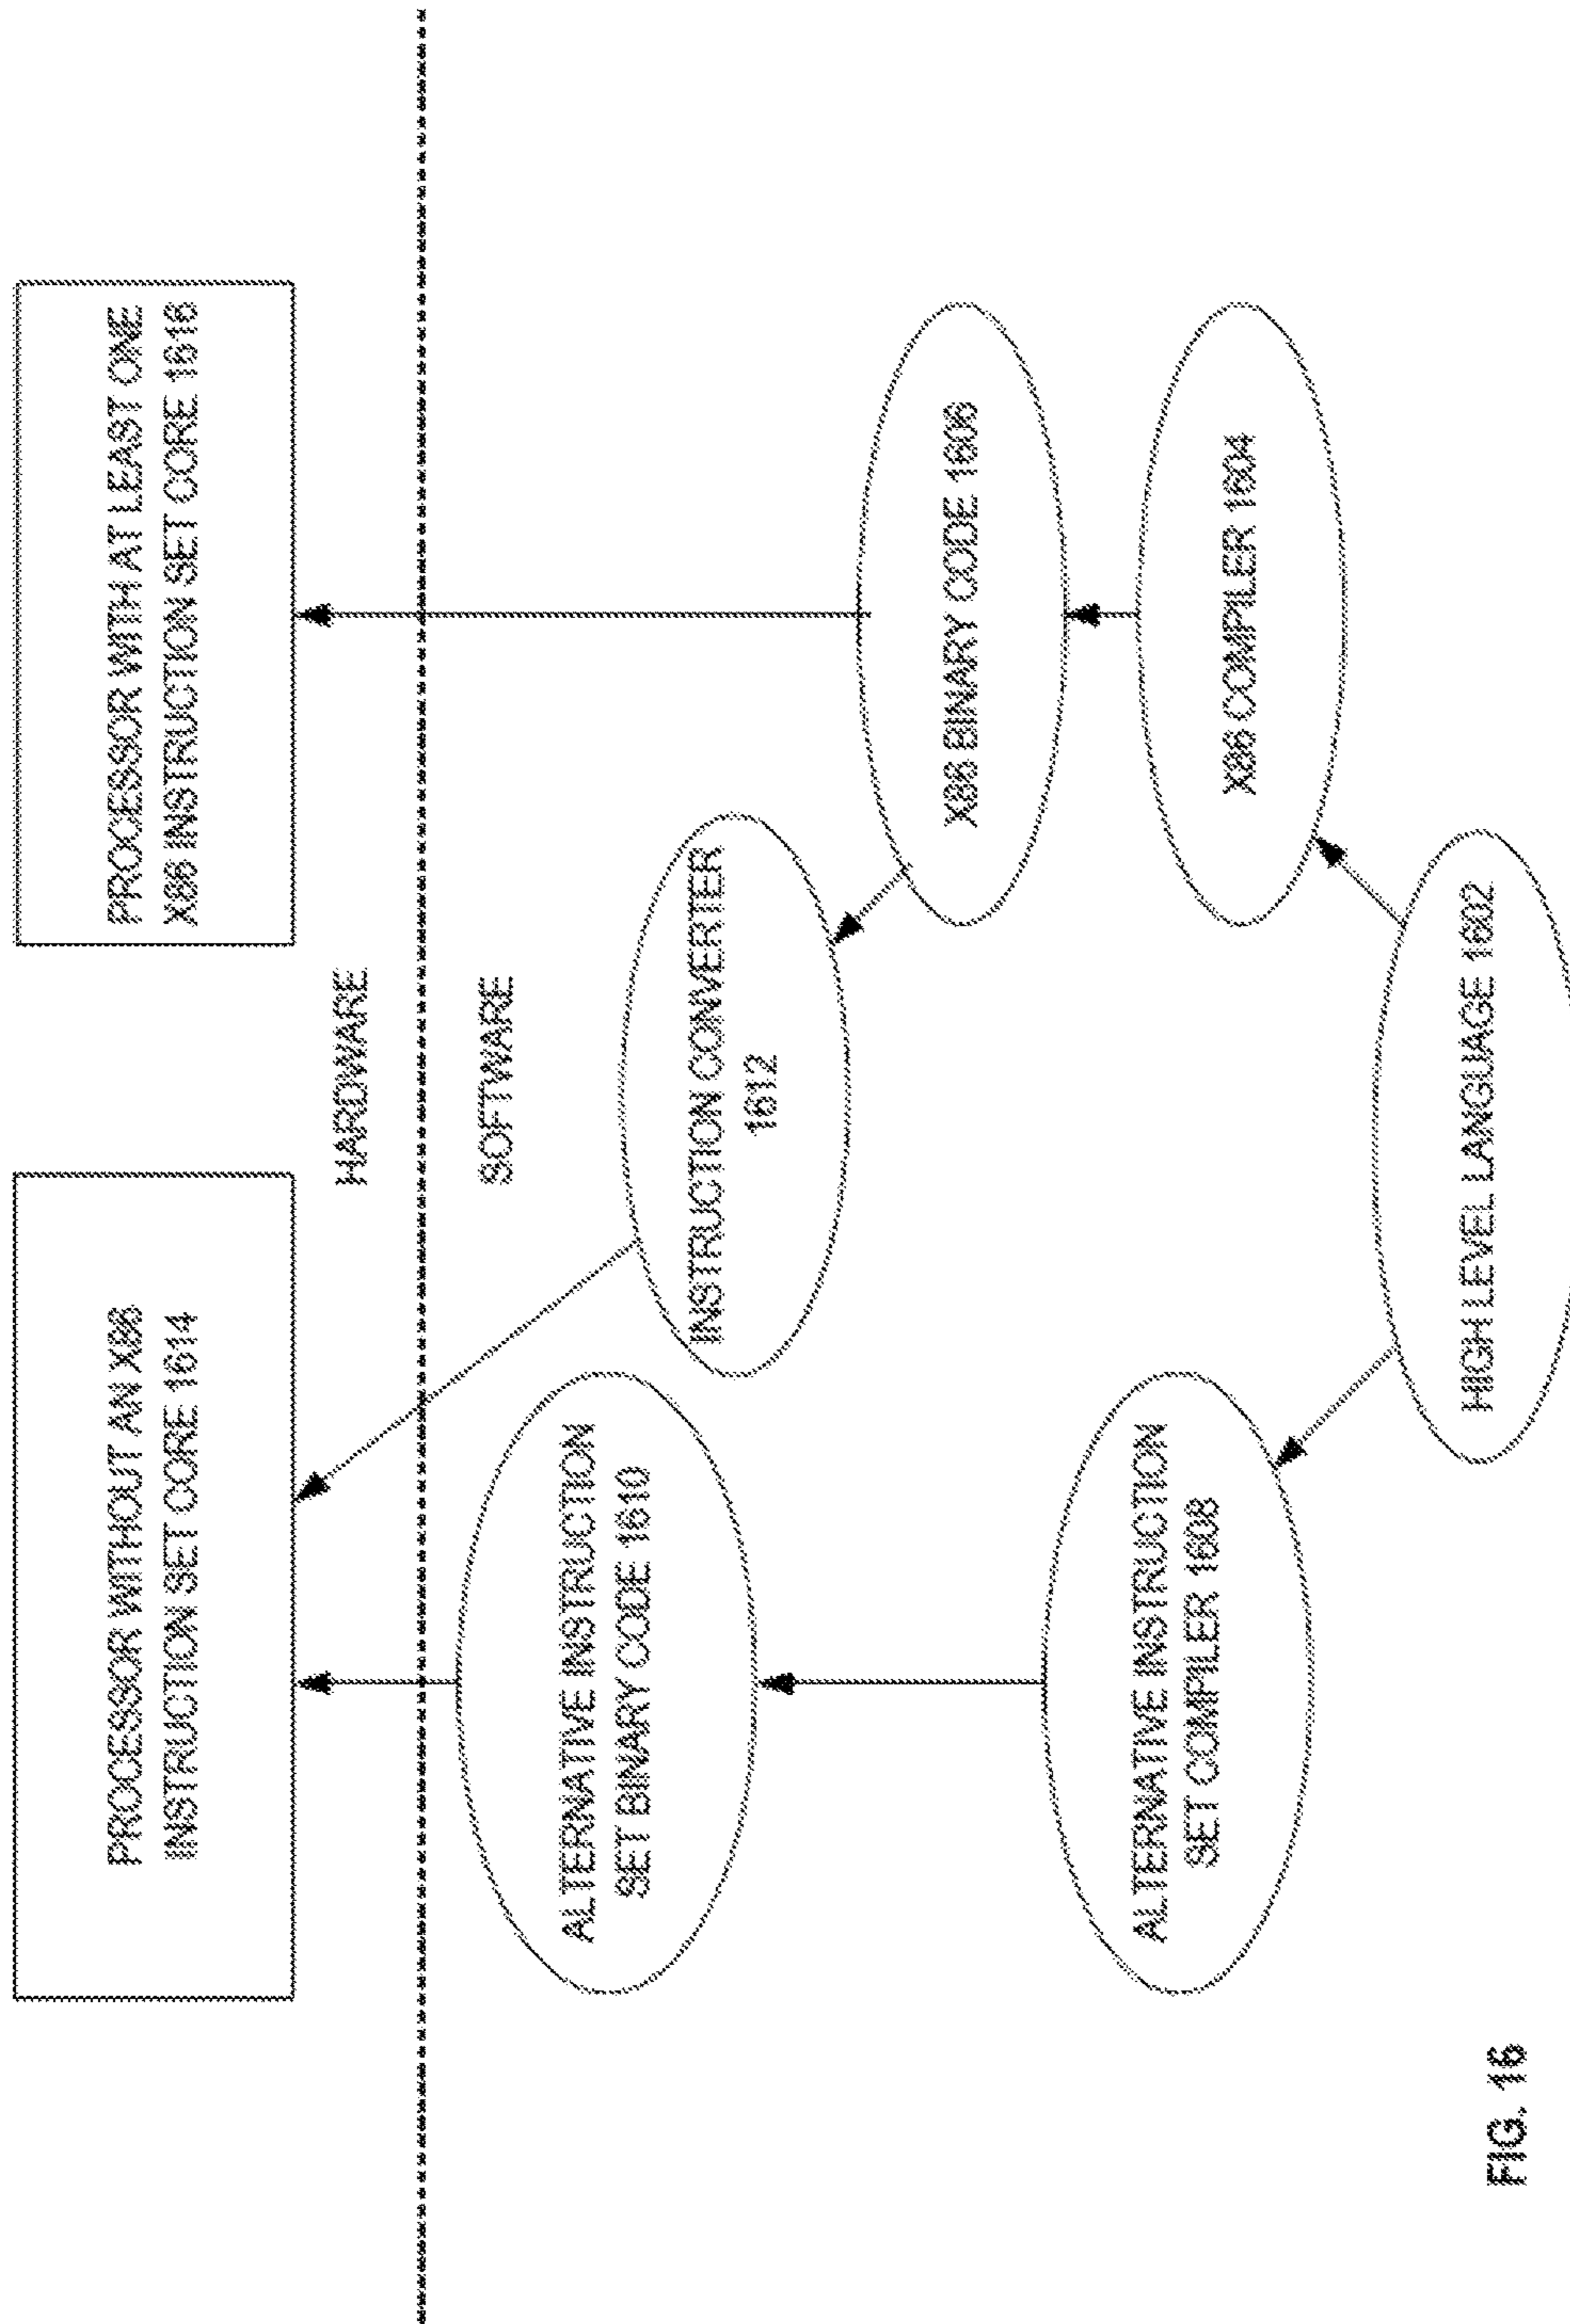 PROCESSOR WITHOUT AN X86
INSTRUCTION SET CORE 1614
PROCESSOR WITH AT LEAST ONE
X86 INSTRUCTION SET CORE 1616
HARDWARE
SOFTWARE
ALTERNATIVE INSTRUCTION
SET BINARY CODE 1610
INSTRUCTION CONVERTER
1612
X86 BINARY CODE 1606
ALTERNATIVE INSTRUCTION
SET COMPILER 1608
X86 COMPILER 1604
HIGH LEVEL LANGUAGE 1602
FIG. 16